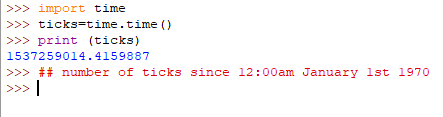 >>> import time
>>> ticks=time.time()
>>> print (ticks)
1537259014.4159887
>>> ## number of ticks since 12:00am January 1st 1970
>>>